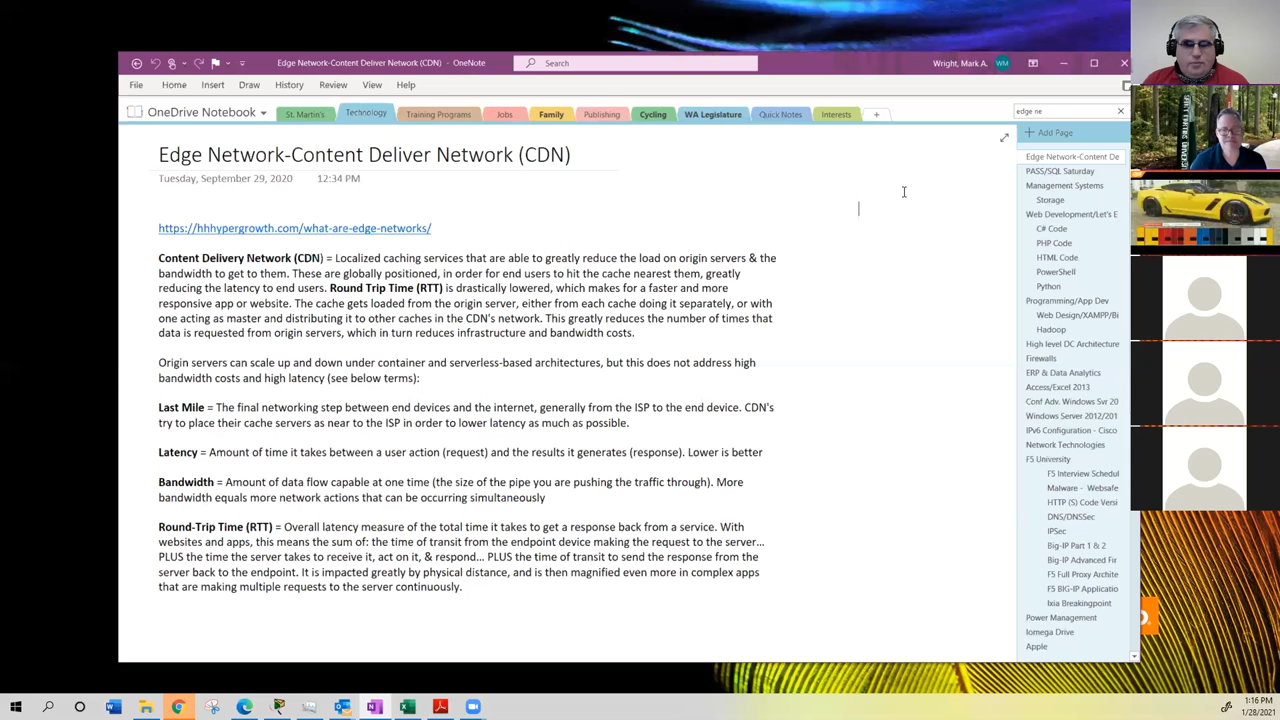 Edge Network-Content Deliver Network (CDN) - OneNote
Search
Wright, Mark A.
WM
File Home Insert Draw History Review View Help
OneDrive Notebook
St. Martin's Technology Training Programs Jobs Family Publishing Cycling WA Legislature Quick Notes Interests +
edge ne
Edge Network-Content Deliver Network (CDN)
Tuesday, September 29, 2020 12:34 PM
https://hhhypergrowth.com/what-are-edge-networks/
Content Delivery Network (CDN) = Localized caching services that are able to greatly reduce the load on origin servers & the
bandwidth to get to them. These are globally positioned, in order for end users to hit the cache nearest them, greatly
reducing the latency to end users. Round Trip Time (RTT) is drastically lowered, which makes for a faster and more
responsive app or website. The cache gets loaded from the origin server, either from each cache doing it separately, or with
one acting as master and distributing it to other caches in the CDN's network. This greatly reduces the number of times that
data is requested from origin servers, which in turn reduces infrastructure and bandwidth costs.
Origin servers can scale up and down under container and serverless-based architectures, but this does not address high
bandwidth costs and high latency (see below terms):
Last Mile = The final networking step between end devices and the internet, generally from the ISP to the end device. CDN's
try to place their cache servers as near to the ISP in order to lower latency as much as possible.
Latency = Amount of time it takes between a user action (request) and the results it generates (response). Lower is better
Bandwidth = Amount of data flow capable at one time (the size of the pipe you are pushing the traffic through). More
bandwidth equals more network actions that can be occurring simultaneously
Round-Trip Time (RTT) = Overall latency measure of the total time it takes to get a response back from a service. With
websites and apps, this means the sum of: the time of transit from the endpoint device making the request to the server...
PLUS the time the server takes to receive it, act on it, & respond... PLUS the time of transit to send the response from the
server back to the endpoint. It is impacted greatly by physical distance, and is then magnified even more in complex apps
that are making multiple requests to the server continuously.
Add Page
Edge Network-Content De
PASS/SQL Saturday
Management Systems
Storage
Web Development/Let's E
C# Code
PHP Code
HTML Code
PowerShell
Python
Programming/App Dev
Web Design/XAMPP/Bi
Hadoop
High level DC Architecture
Firewalls
ERP & Data Analytics
Access/Excel 2013
Conf Adv. Windows Svr 20
Windows Server 2012/201
IPv6 Configuration - Cisco
Network Technologies
F5 University
F5 Interview Schedul
Malware - Websafe
HTTP (S) Code Versi
DNS/DNSSec
IPSec
Big-IP Part 1 & 2
Big-IP Advanced Fir
F5 Full Proxy Archite
F5 BIG-IP Applicatio
Ixia Breakingpoint
Power Management
Iomega Drive
Apple
1:16 PM
1/28/2021